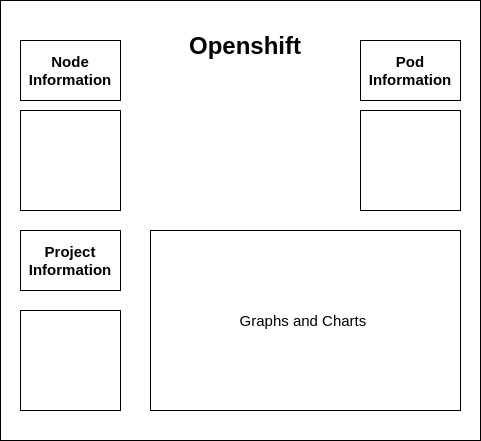 Openshift
Node
Information
Pod
Information
Project
Information
Graphs and Charts